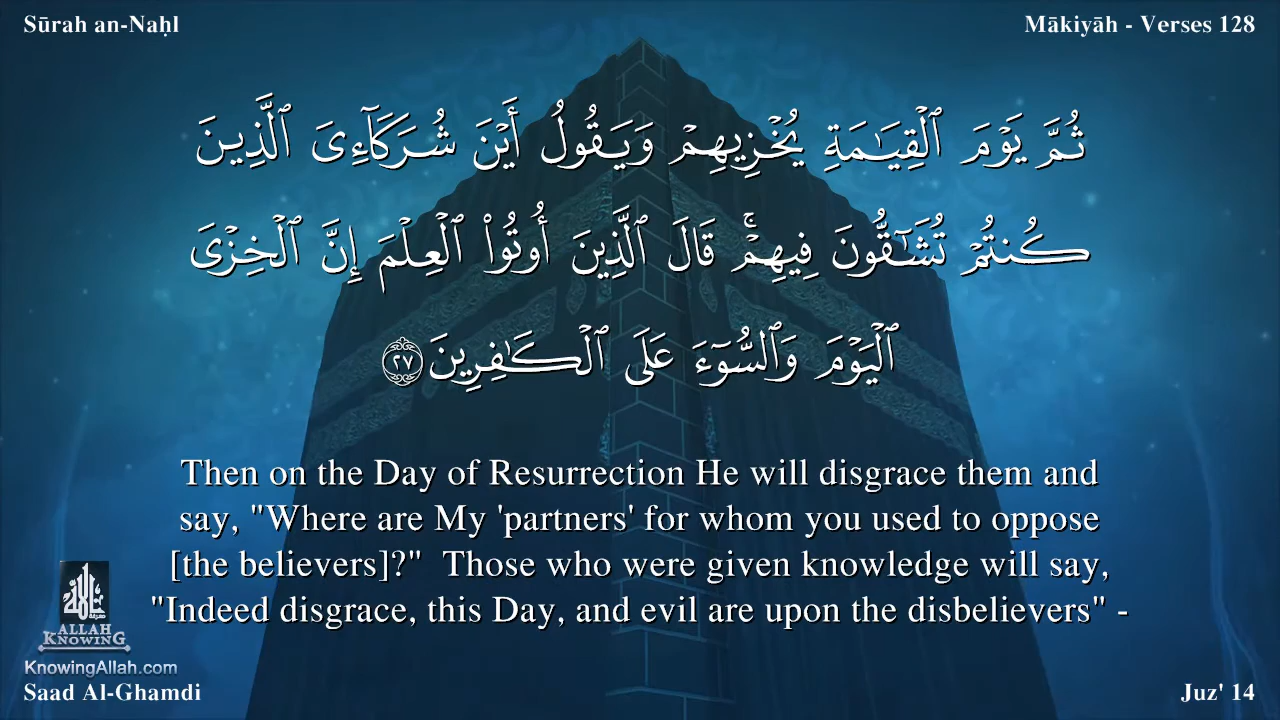 Sūrah an-Naḥl
Mākiyāh - Verses 128
ثُمَّ يَوْمَ ٱلْقِيَـٰمَةِ يُخْزِيهِمْ وَيَقُولُ أَيْنَ شُرَكَآءِىَ ٱلَّذِينَ
كُنتُمْ تُشَـٰٓقُّونَ فِيهِمْ ۚ قَالَ ٱلَّذِينَ أُوتُوا۟ ٱلْعِلْمَ إِنَّ ٱلْخِزْىَ
ٱلْيَوْمَ وَٱلسُّوٓءَ عَلَى ٱلْكَـٰفِرِينَ ٢٧
Then on the Day of Resurrection He will disgrace them and
say, "Where are My 'partners' for whom you used to oppose
[the believers]?"  Those who were given knowledge will say,
"Indeed disgrace, this Day, and evil are upon the disbelievers" -
ALLAH
KNOWING
KnowingAllah.com
Saad Al-Ghamdi
Juz' 14